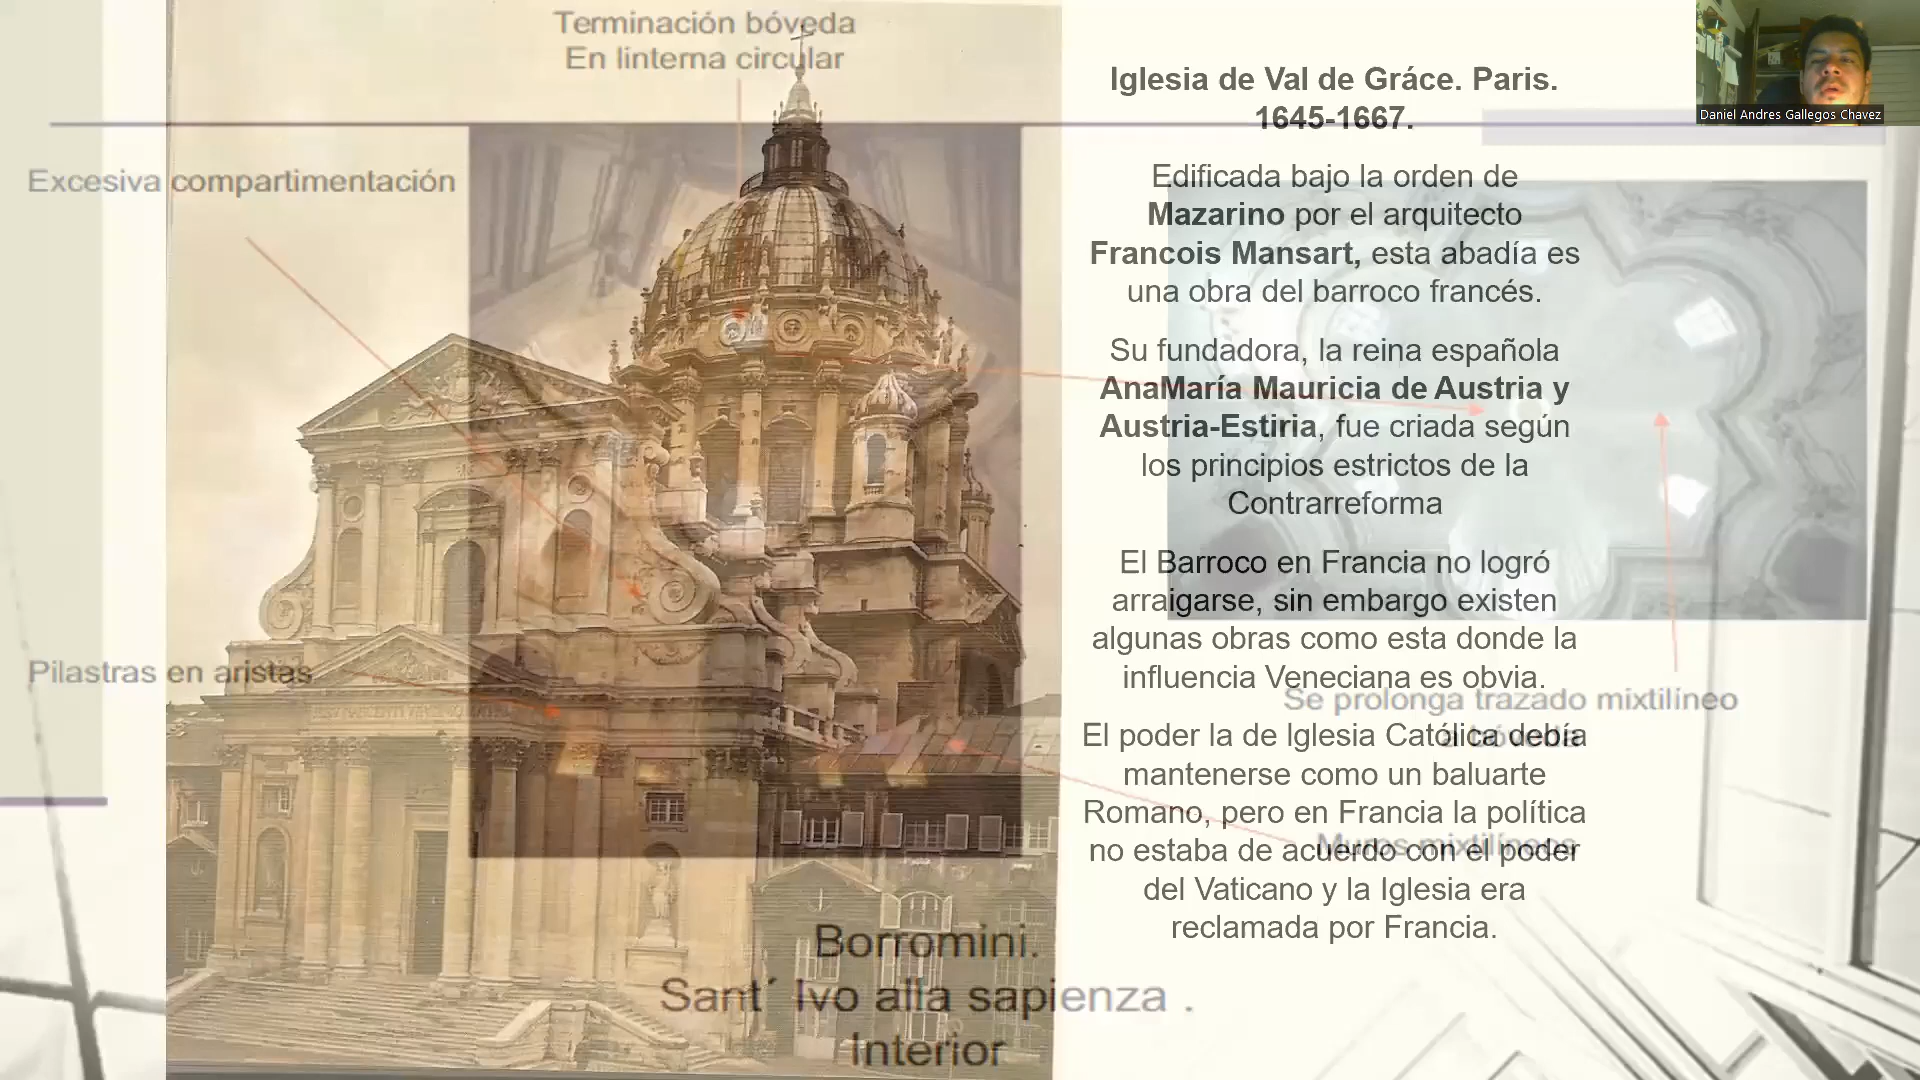 Terminación bóveda
En linterna circular
Excesiva compartimentación
Pilastras en aristas
Borromini.
Sant´ Ivo alla sapienza .
Interior
Iglesia de Val de Gráce. Paris.
1645-1667.
Edificada bajo la orden de
Mazarino por el arquitecto
Francois Mansart, esta abadía es
una obra del barroco francés.
Su fundadora, la reina española
AnaMaría Mauricia de Austria y
Austria-Estiria, fue criada según
los principios estrictos de la
Contrarreforma
El Barroco en Francia no logró
arraigarse, sin embargo existen
algunas obras como esta donde la
influencia Veneciana es obvia.
El poder la de Iglesia Católica debía
mantenerse como un baluarte
Romano, pero en Francia la política
no estaba de acuerdo con el poder
del Vaticano y la Iglesia era
reclamada por Francia.
Se prolonga trazado mixtilíneo
Muros mixtilíneos
Daniel Andres Gallegos Chavez